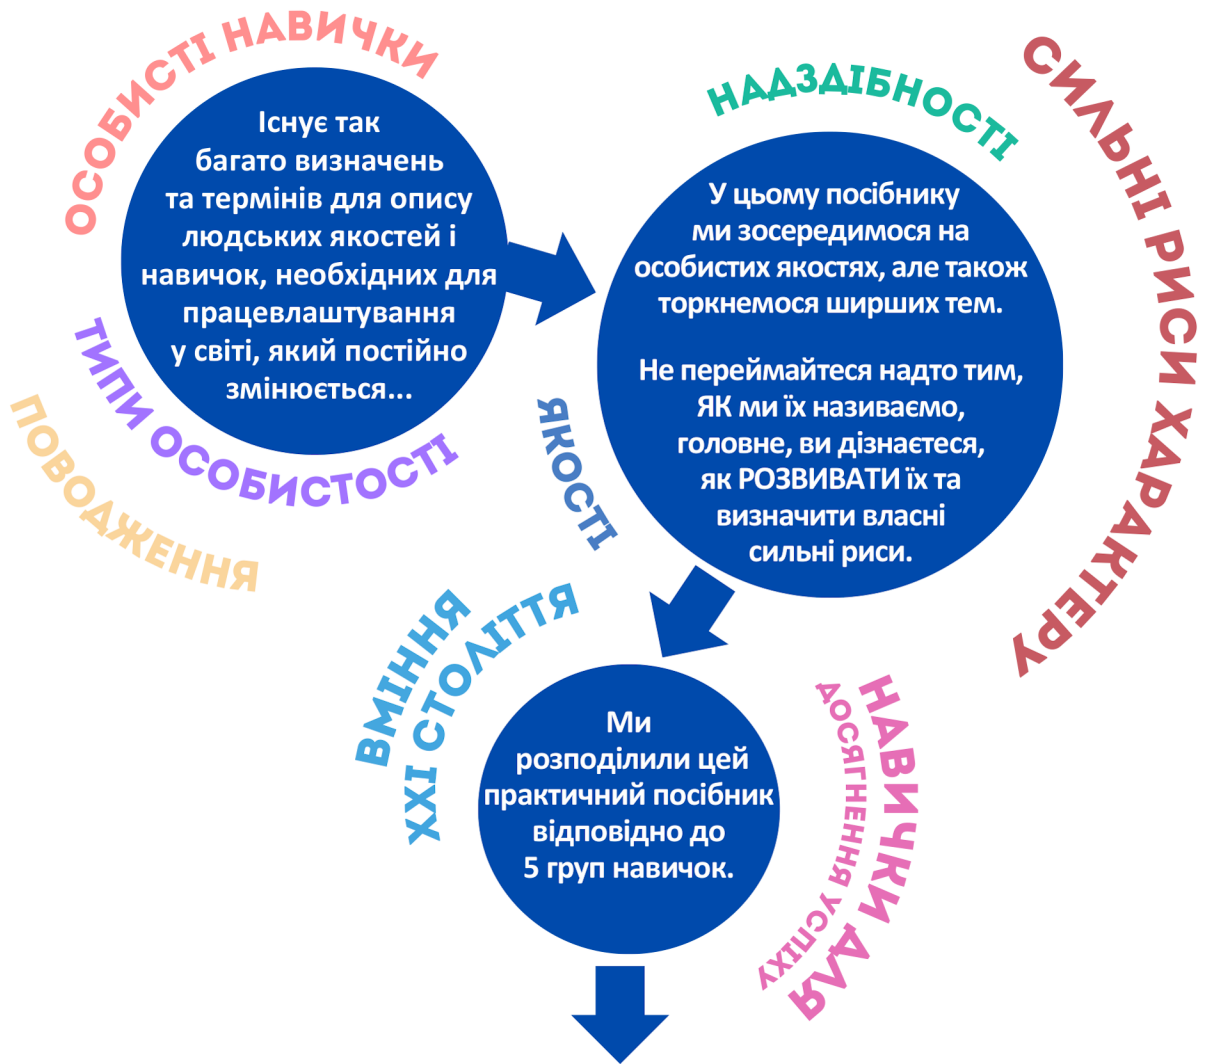 ОСОБИСТІ НАВИЧКИ
Існує так
багато визначень
та термінів для опису
людських якостей і
навичок, необхідних для
працевлаштування
у світі, який постійно
змінюється...
ТИПИ ОСОБИСТОСТІ
ПОВОДЖЕННЯ
НАДЗДІБНОСТІ
СИЛЬНІ РИСИ ХАРАКТЕРУ
У цьому посібнику
ми зосередимося на
особистих якостях, але також
торкнемося ширших тем.
Не переймайтеся надто тим,
ЯК ми їх називаємо,
головне, ви дізнаєтеся,
як РОЗВИВАТИ їх та
визначити власні
сильні риси.
ЯКОСТІ
ВМІННЯ
ХХІ СТОЛІТТЯ
Ми
розподілили цей
практичний посібник
відповідно до
5 груп навичок.
НАВИЧКИ ДЛЯ
ДОСЯГНЕННЯ УСПІХУ